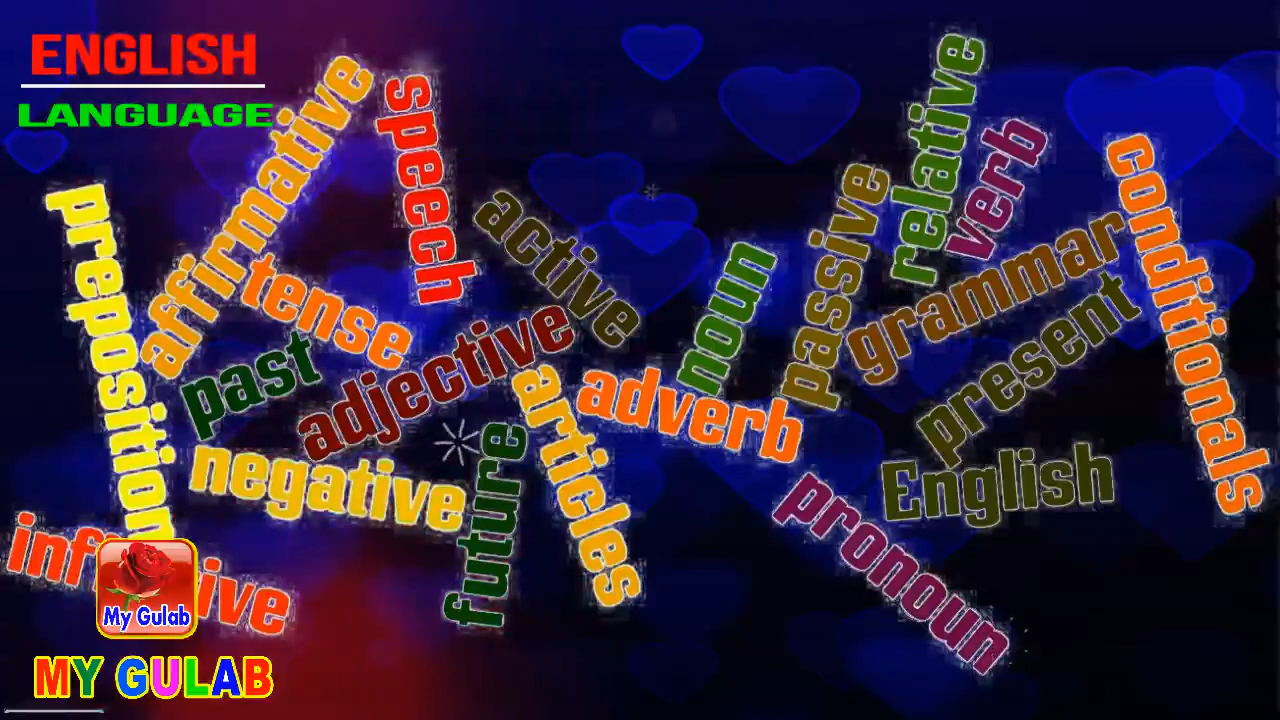 ENGLISH
LANGUAGE
affirmative
speech
relative
verb
preposition
active
passive
conditionals
tense
noun
grammar
past
adjective
present
articles
adverb
negative
future
English
pronoun
My Gulab
MY GULAB